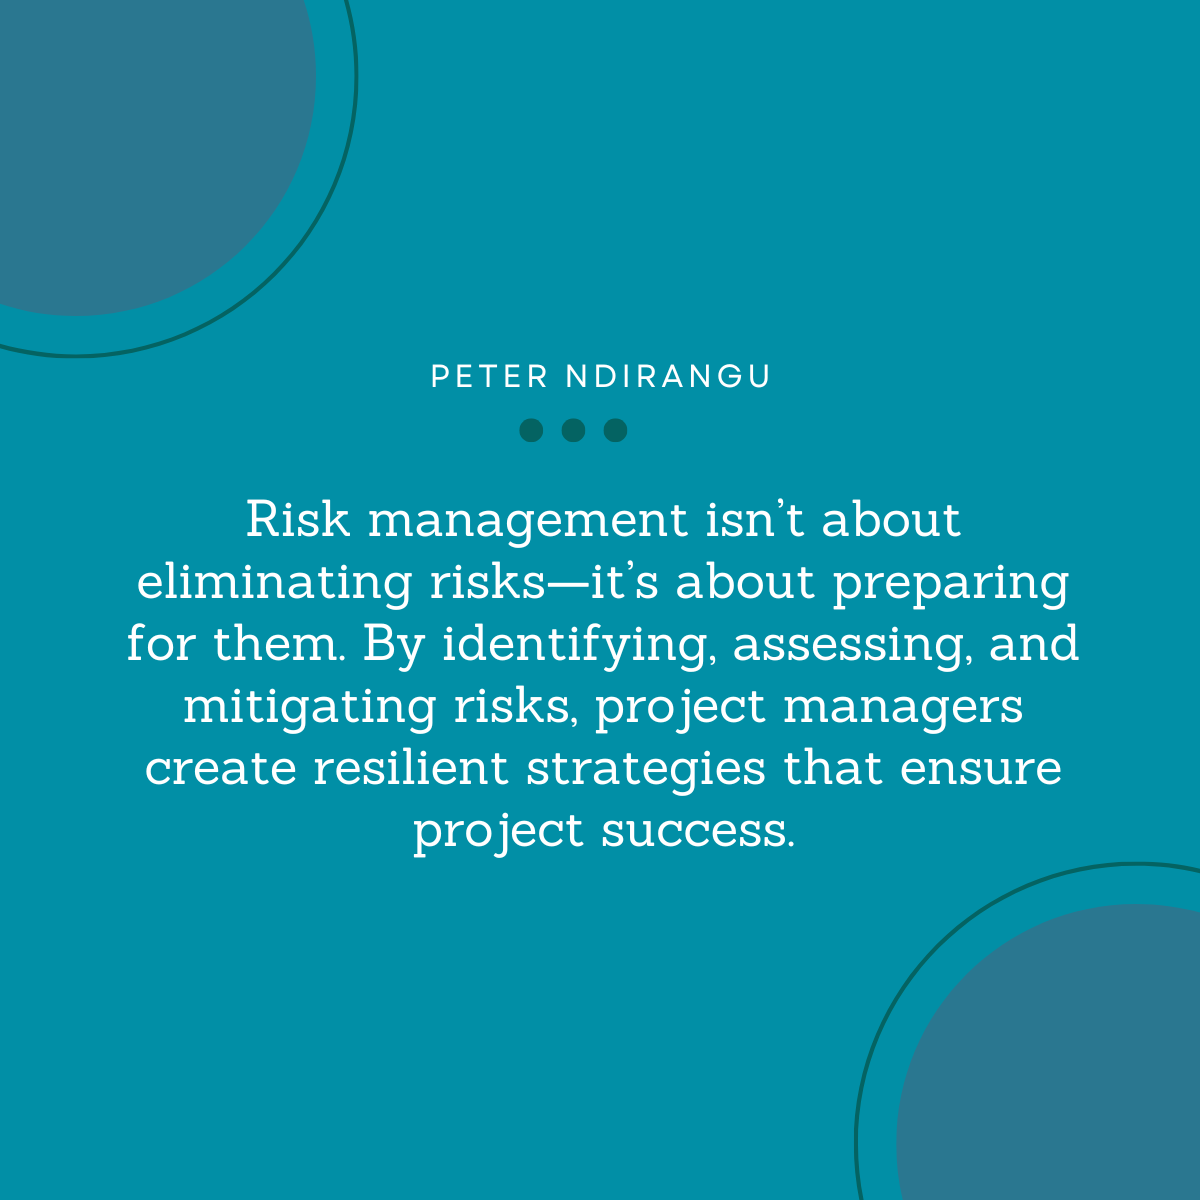 PETER NDIRANGU
Risk management isn’t about
eliminating risks—it’s about preparing
for them. By identifying, assessing, and
mitigating risks, project managers
create resilient strategies that ensure
project success.